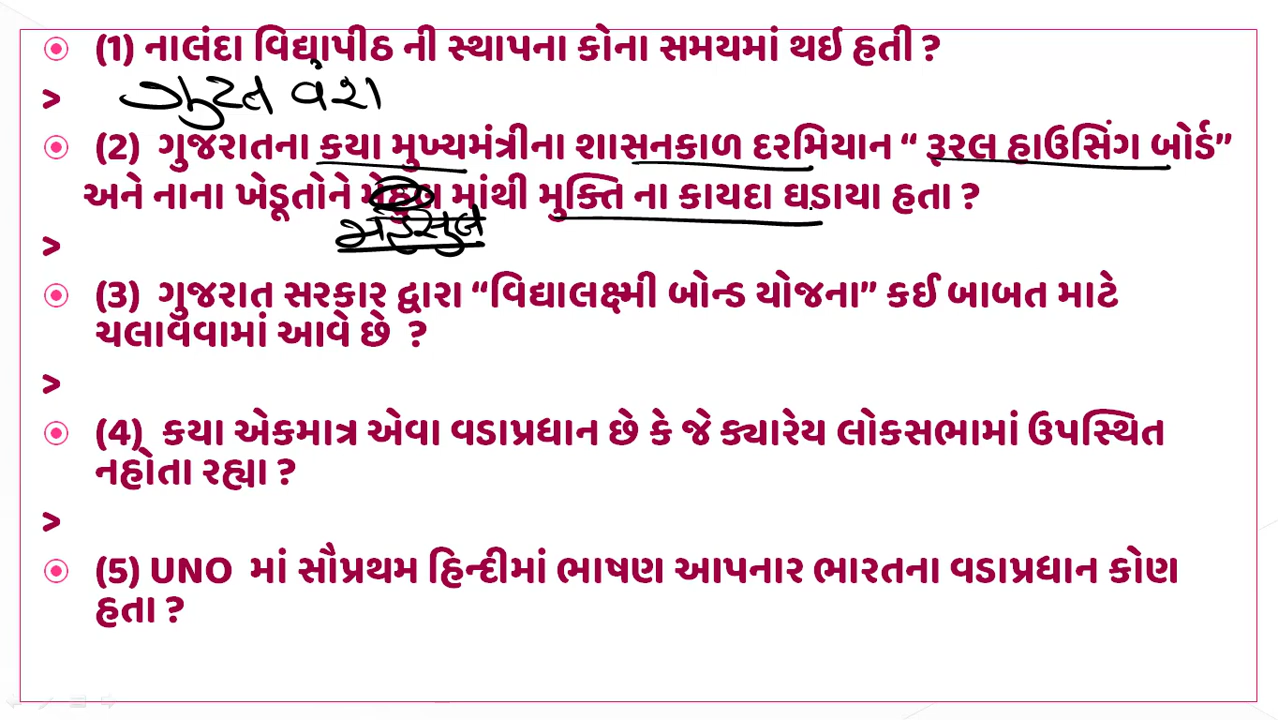 (1) નાલંદા વિદ્યાપીઠ ની સ્થાપના કોના સમયમાં થઈ હતી ?
> ગુપ્ત વંશ
(2) ગુજરાતના કયા મુખ્યમંત્રીના શાસનકાળ દરમિયાન “ રૂરલ હાઉસિંગ બોર્ડ”
અને નાના ખેડૂતોને માંથી મુક્તિ ના કાયદા ઘડાયા હતા ?
મહેસુલ
>
(3) ગુજરાત સરકાર દ્વારા “વિદ્યાલક્ષ્મી બોન્ડ યોજના” કઈ બાબત માટે
ચલાવવામાં આવે છે ?
>
(4) કયા એકમાત્ર એવા વડાપ્રધાન છે કે જે ક્યારેય લોકસભામાં ઉપસ્થિત
નહોતા રહ્યા ?
>
(5) UNO માં સૌપ્રથમ હિન્દીમાં ભાષણ આપનાર ભારતના વડાપ્રધાન કોણ
હતા ?